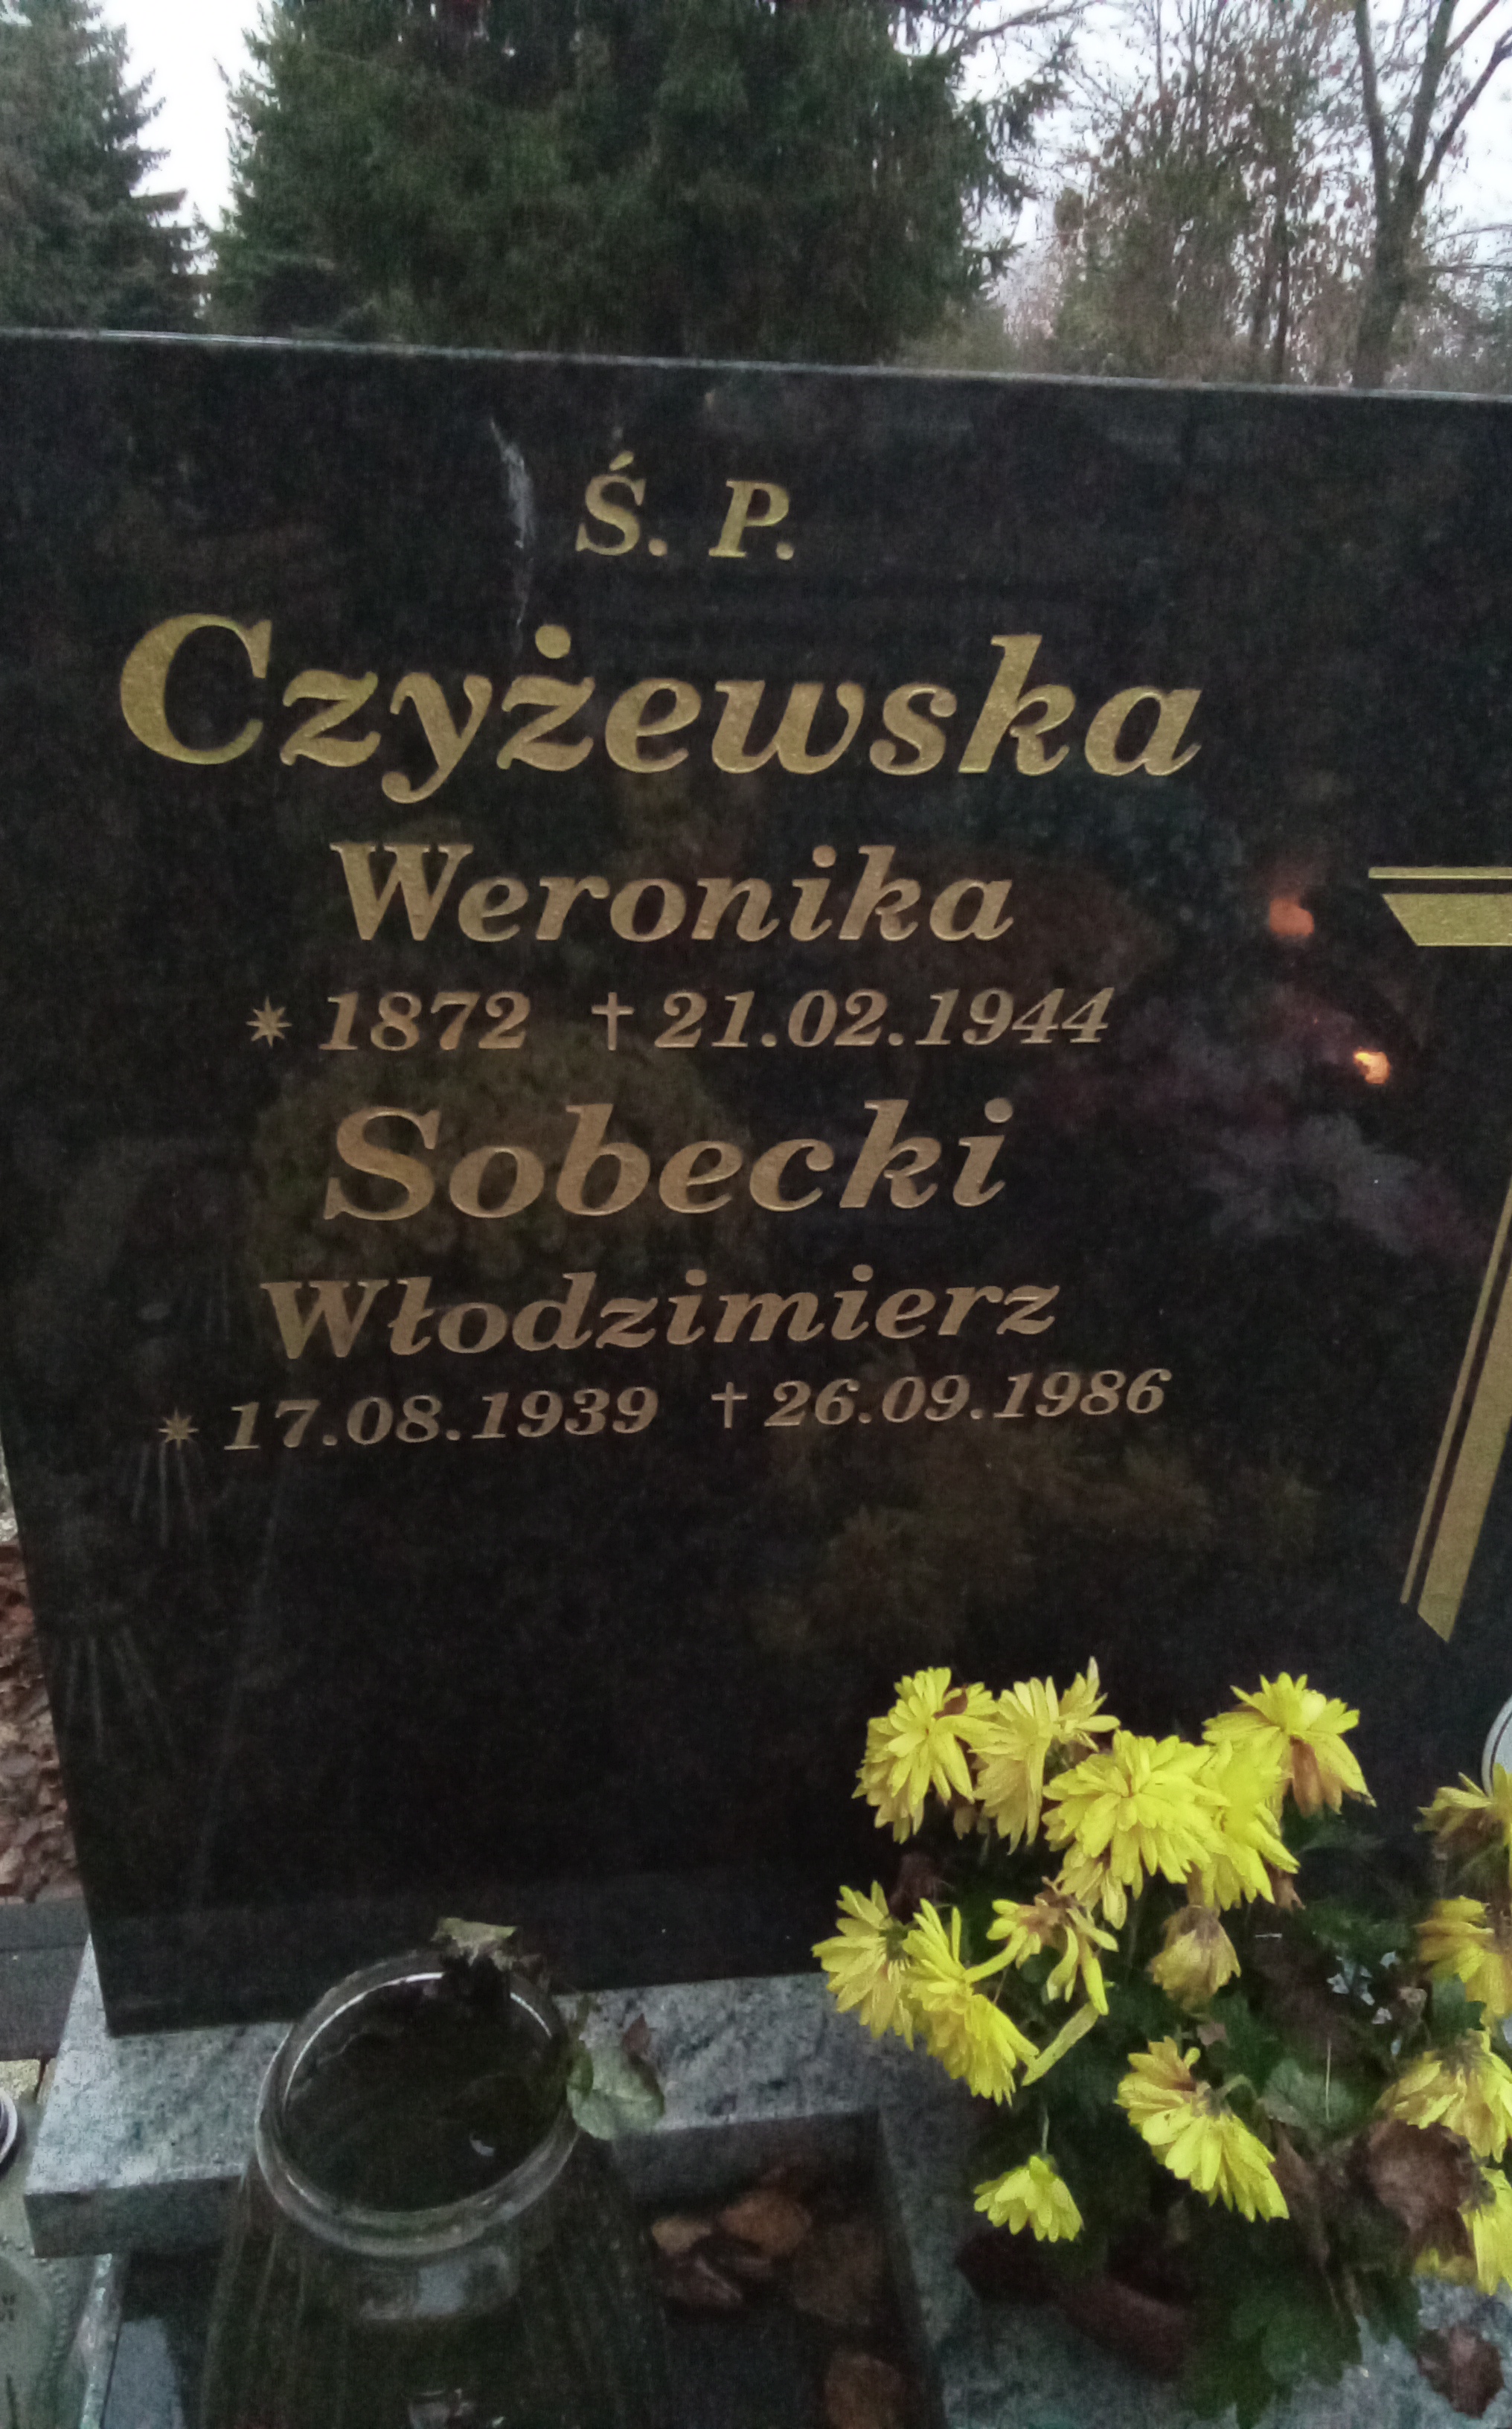 Ś. P.
Czyżewska
Weronika
* 1872 † 21.02.1944
Sobecki
Włodzimierz
* 17.08.1939 † 26.09.1986